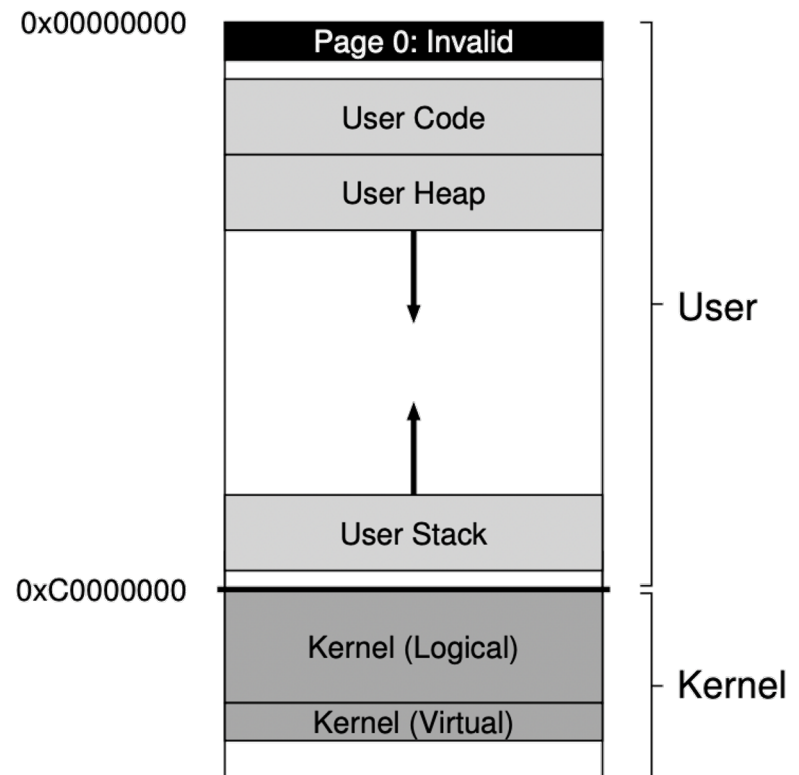 0x00000000
Page 0: Invalid
User Code
User Heap
User
User Stack
0xC0000000
Kernel (Logical)
Kernel
Kernel (Virtual)